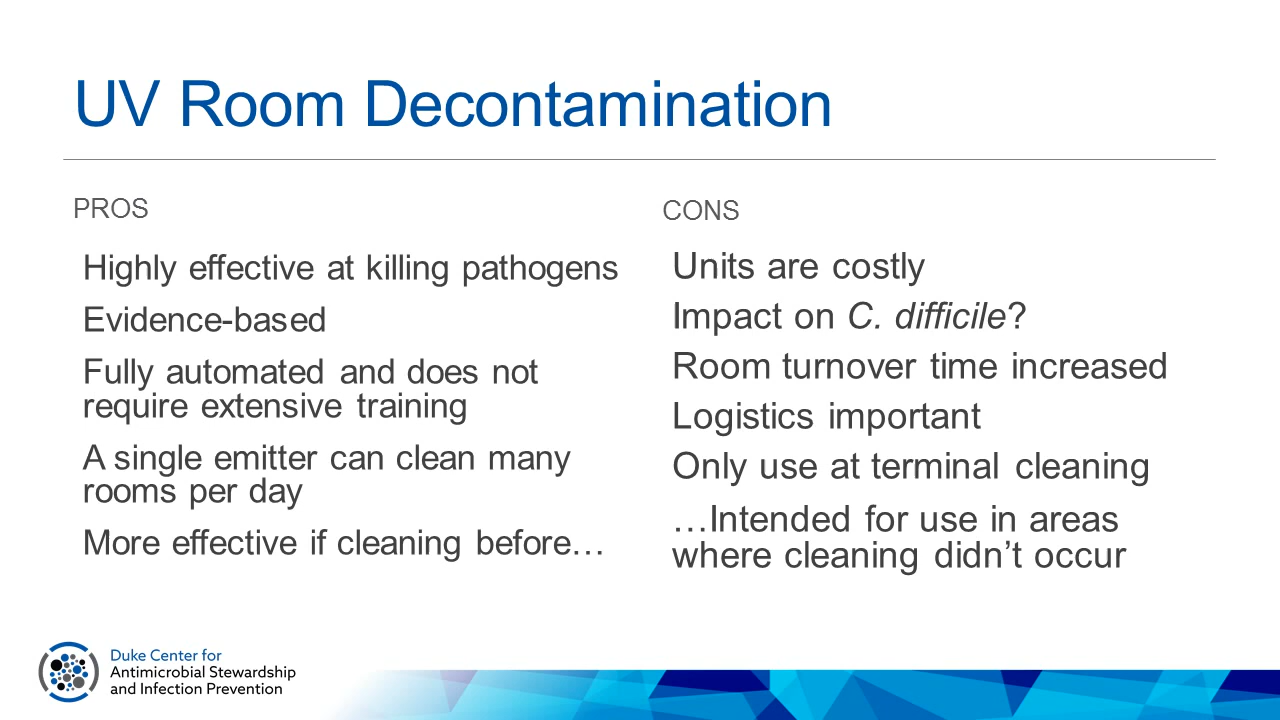 UV Room Decontamination
PROS
Highly effective at killing pathogens
Evidence-based
Fully automated and does not
require extensive training
A single emitter can clean many
rooms per day
More effective if cleaning before…
CONS
Units are costly
Impact on C. difficile?
Room turnover time increased
Logistics important
Only use at terminal cleaning
…Intended for use in areas
where cleaning didn’t occur
Duke Center for
Antimicrobial Stewardship
and Infection Prevention